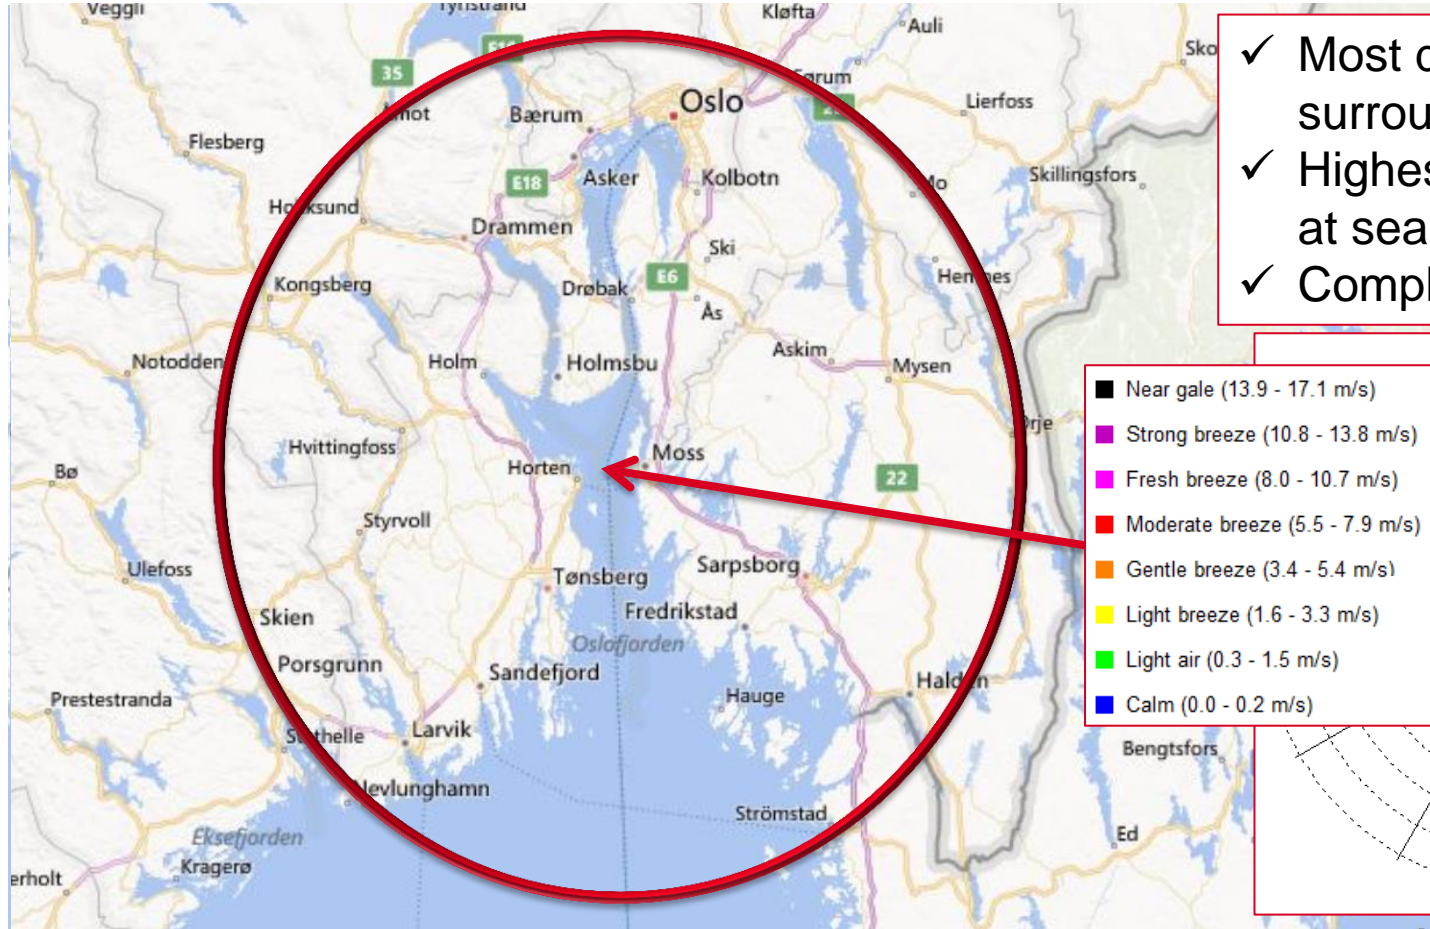 Veggli
Kløfta
Auli
35
Sørum
Oslo
Lierfoss
Bærum
Flesberg
Skillingsfors
E18
Asker
Kolbotn
Mo
Drammen
Ski
Kongsberg
Drøbak
E6
Ås
Notodden
Holm
Holmsbu
Askim
Mysen
Ørje
Hvittingfoss
Moss
Bø
Horten
22
Styrvoll
Ulefoss
Tønsberg
Sarpsborg
Skien
Fredrikstad
Oslofjorden
Porsgrunn
Sandefjord
Halden
Prestestranda
Hauge
Larvik
Bengtsfors
Nevlunghamn
Strömstad
Eksefjorden
Ed
Kragerø
✓ Most
✓ Highes
at sea
✓ Compl
Near gale (13.9 - 17.1 m/s)
Strong breeze (10.8 - 13.8 m/s)
Fresh breeze (8.0 - 10.7 m/s)
Moderate breeze (5.5 - 7.9 m/s)
Gentle breeze (3.4 - 5.4 m/s)
Light breeze (1.6 - 3.3 m/s)
Light air (0.3 - 1.5 m/s)
Calm (0.0 - 0.2 m/s)